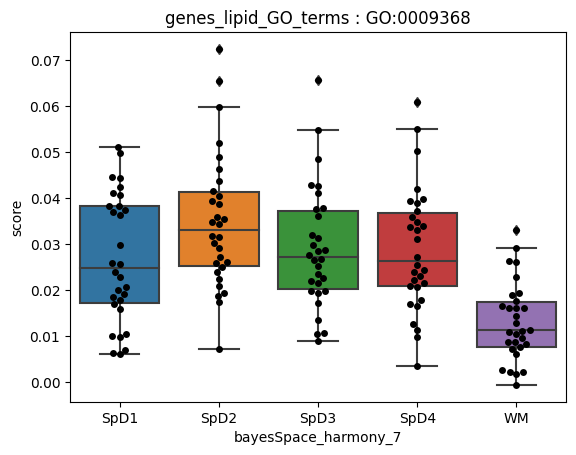 genes_lipid_GO_terms : GO:0009368
0.07
0.06
0.05
0.04
0.03
0.02
0.01
0.00
score
SpD1 SpD2 SpD3 SpD4 WM
bayesSpace_harmony_7